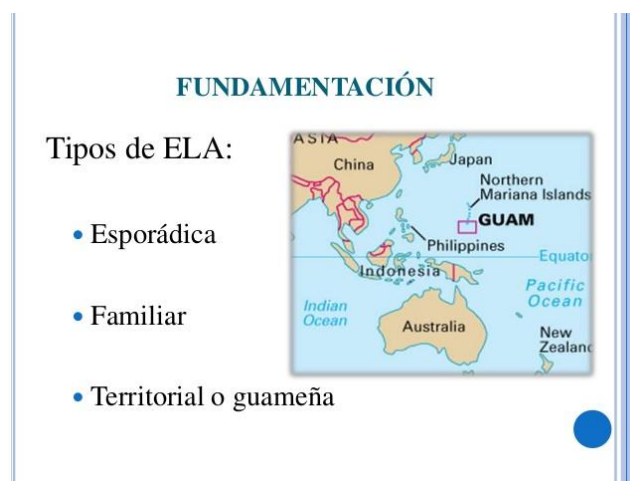 FUNDAMENTACIÓN
Tipos de ELA:
• Esporádica
• Familiar
• Territorial o guameña
ASIA
China
Japan
Northern
Mariana Islands
GUAM
Philippines
Equato
Indonesia
Pacific
Ocean
Indian
Ocean
Australia
New
Zealand